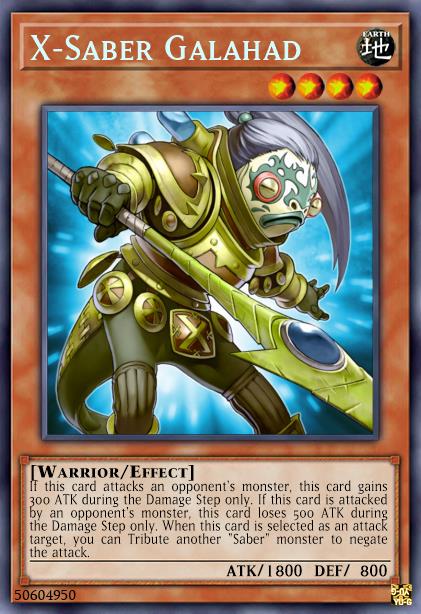 X-Saber Galahad
EARTH
地
[Warrior/Effect]
If this card attacks an opponent's monster, this card gains
300 ATK during the Damage Step only. If this card is attacked
by an opponent's monster, this card loses 500 ATK during
the Damage Step only. When this card is selected as an attack
target, you can Tribute another "Saber" monster to negate
the attack.
ATK/1800 DEF/ 800
50604950